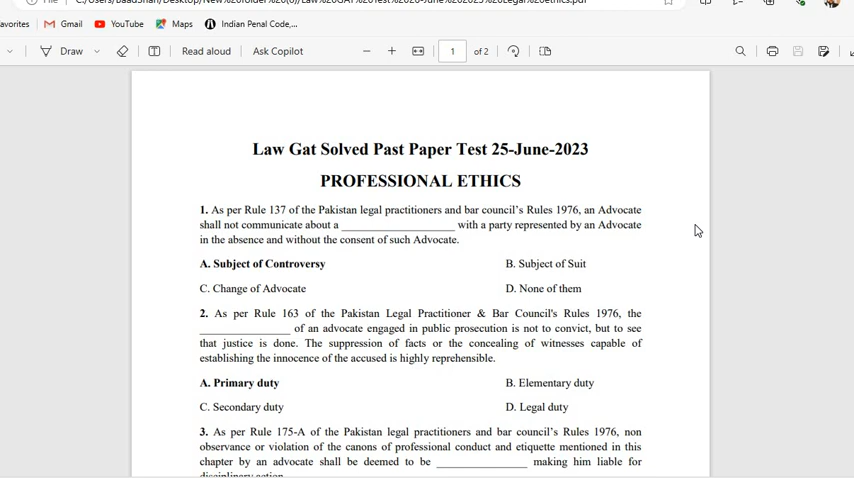 avorites Gmail YouTube Maps Indian Penal Code,...
Draw Read aloud Ask Copilot 1 of 2
Law Gat Solved Past Paper Test 25-June-2023
PROFESSIONAL ETHICS
1. As per Rule 137 of the Pakistan legal practitioners and bar council's Rules 1976, an Advocate
shall not communicate about a ____________________ with a party represented by an Advocate
in the absence and without the consent of such Advocate.
A. Subject of Controversy B. Subject of Suit
C. Change of Advocate D. None of them
2. As per Rule 163 of the Pakistan Legal Practitioner & Bar Council's Rules 1976, the
________________ of an advocate engaged in public prosecution is not to convict, but to see
that justice is done. The suppression of facts or the concealing of witnesses capable of
establishing the innocence of the accused is highly reprehensible.
A. Primary duty B. Elementary duty
C. Secondary duty D. Legal duty
3. As per Rule 175-A of the Pakistan legal practitioners and bar council's Rules 1976, non
observance or violation of the canons of professional conduct and etiquette mentioned in this
chapter by an advocate shall be deemed to be ________________ making him liable for
disciplinary action